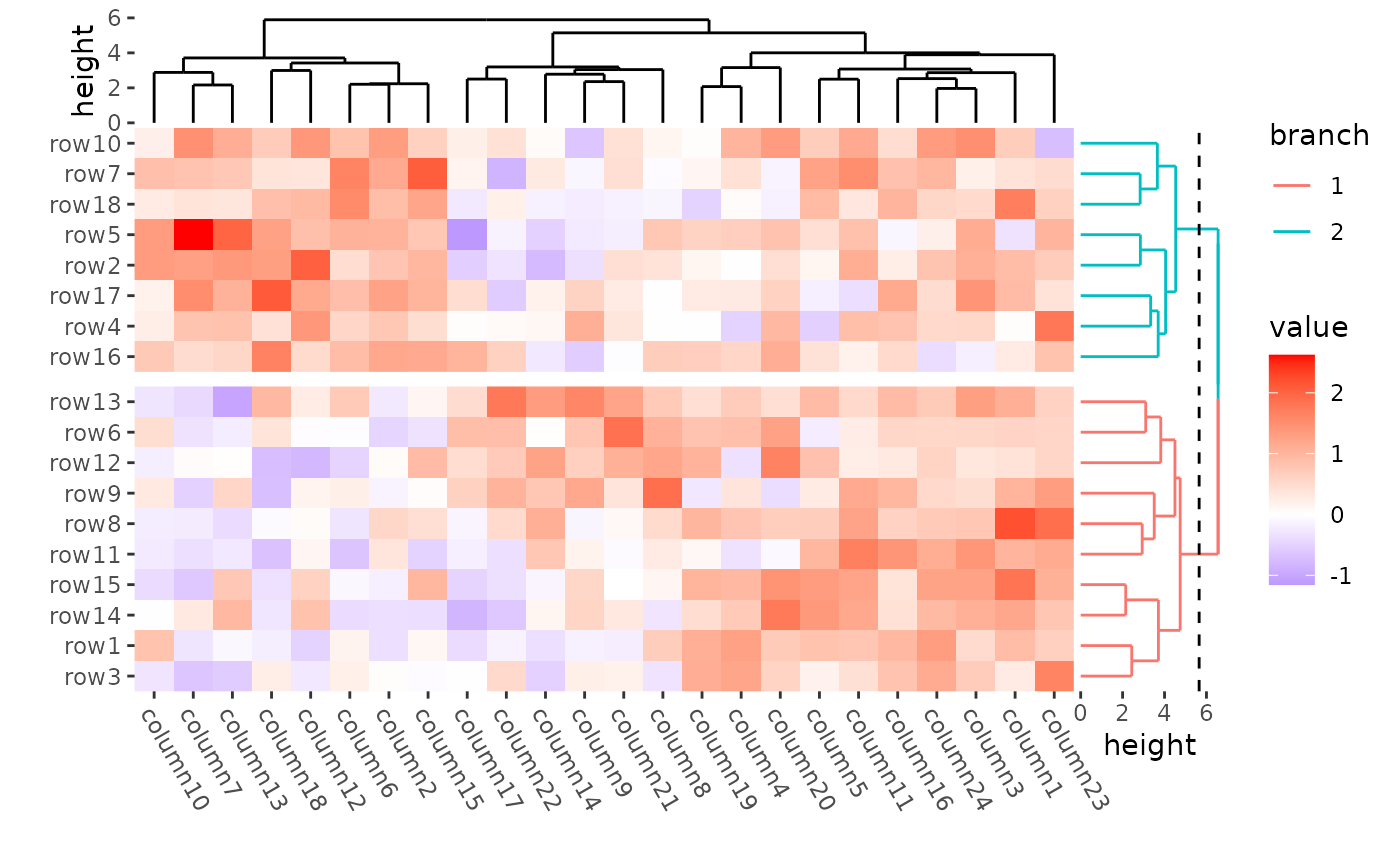 height
6
4
2
0
row10
row7
row18
row5
row2
row17
row4
row16
row13
row6
row12
row9
row8
row11
row15
row14
row1
row3
column10
column7
column13
column18
column12
column6
column2
column15
column17
column22
column14
column9
column21
column8
column19
column4
column20
column5
column11
column16
column24
column3
column1
column23
0 2 4 6
height
branch
1
2
value
2
1
0
-1